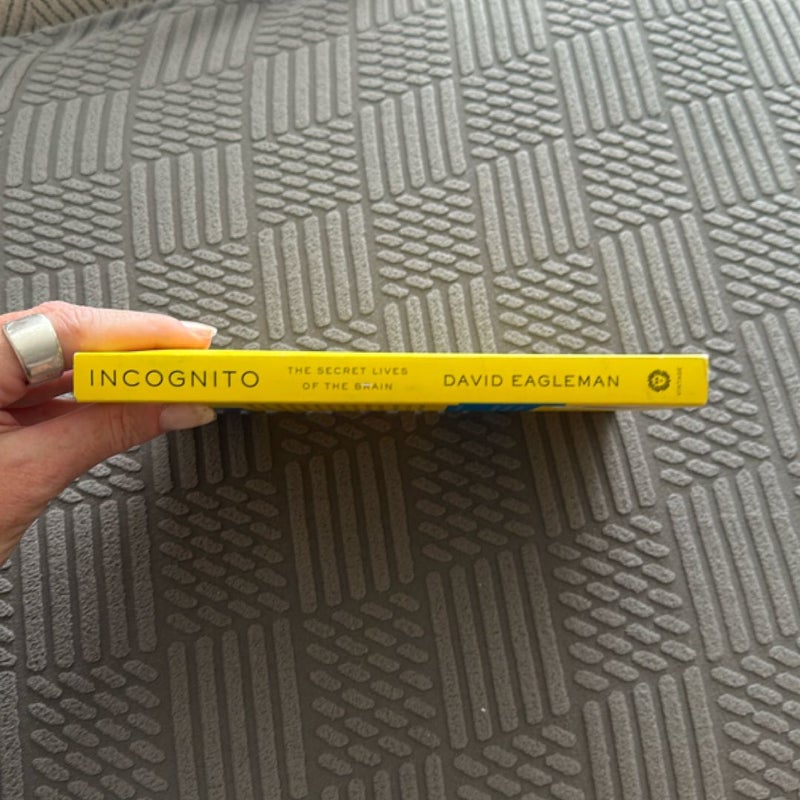 INCOGNITO
THE SECRET LIVES
OF THE BRAIN
DAVID EAGLEMAN
VINTAGE